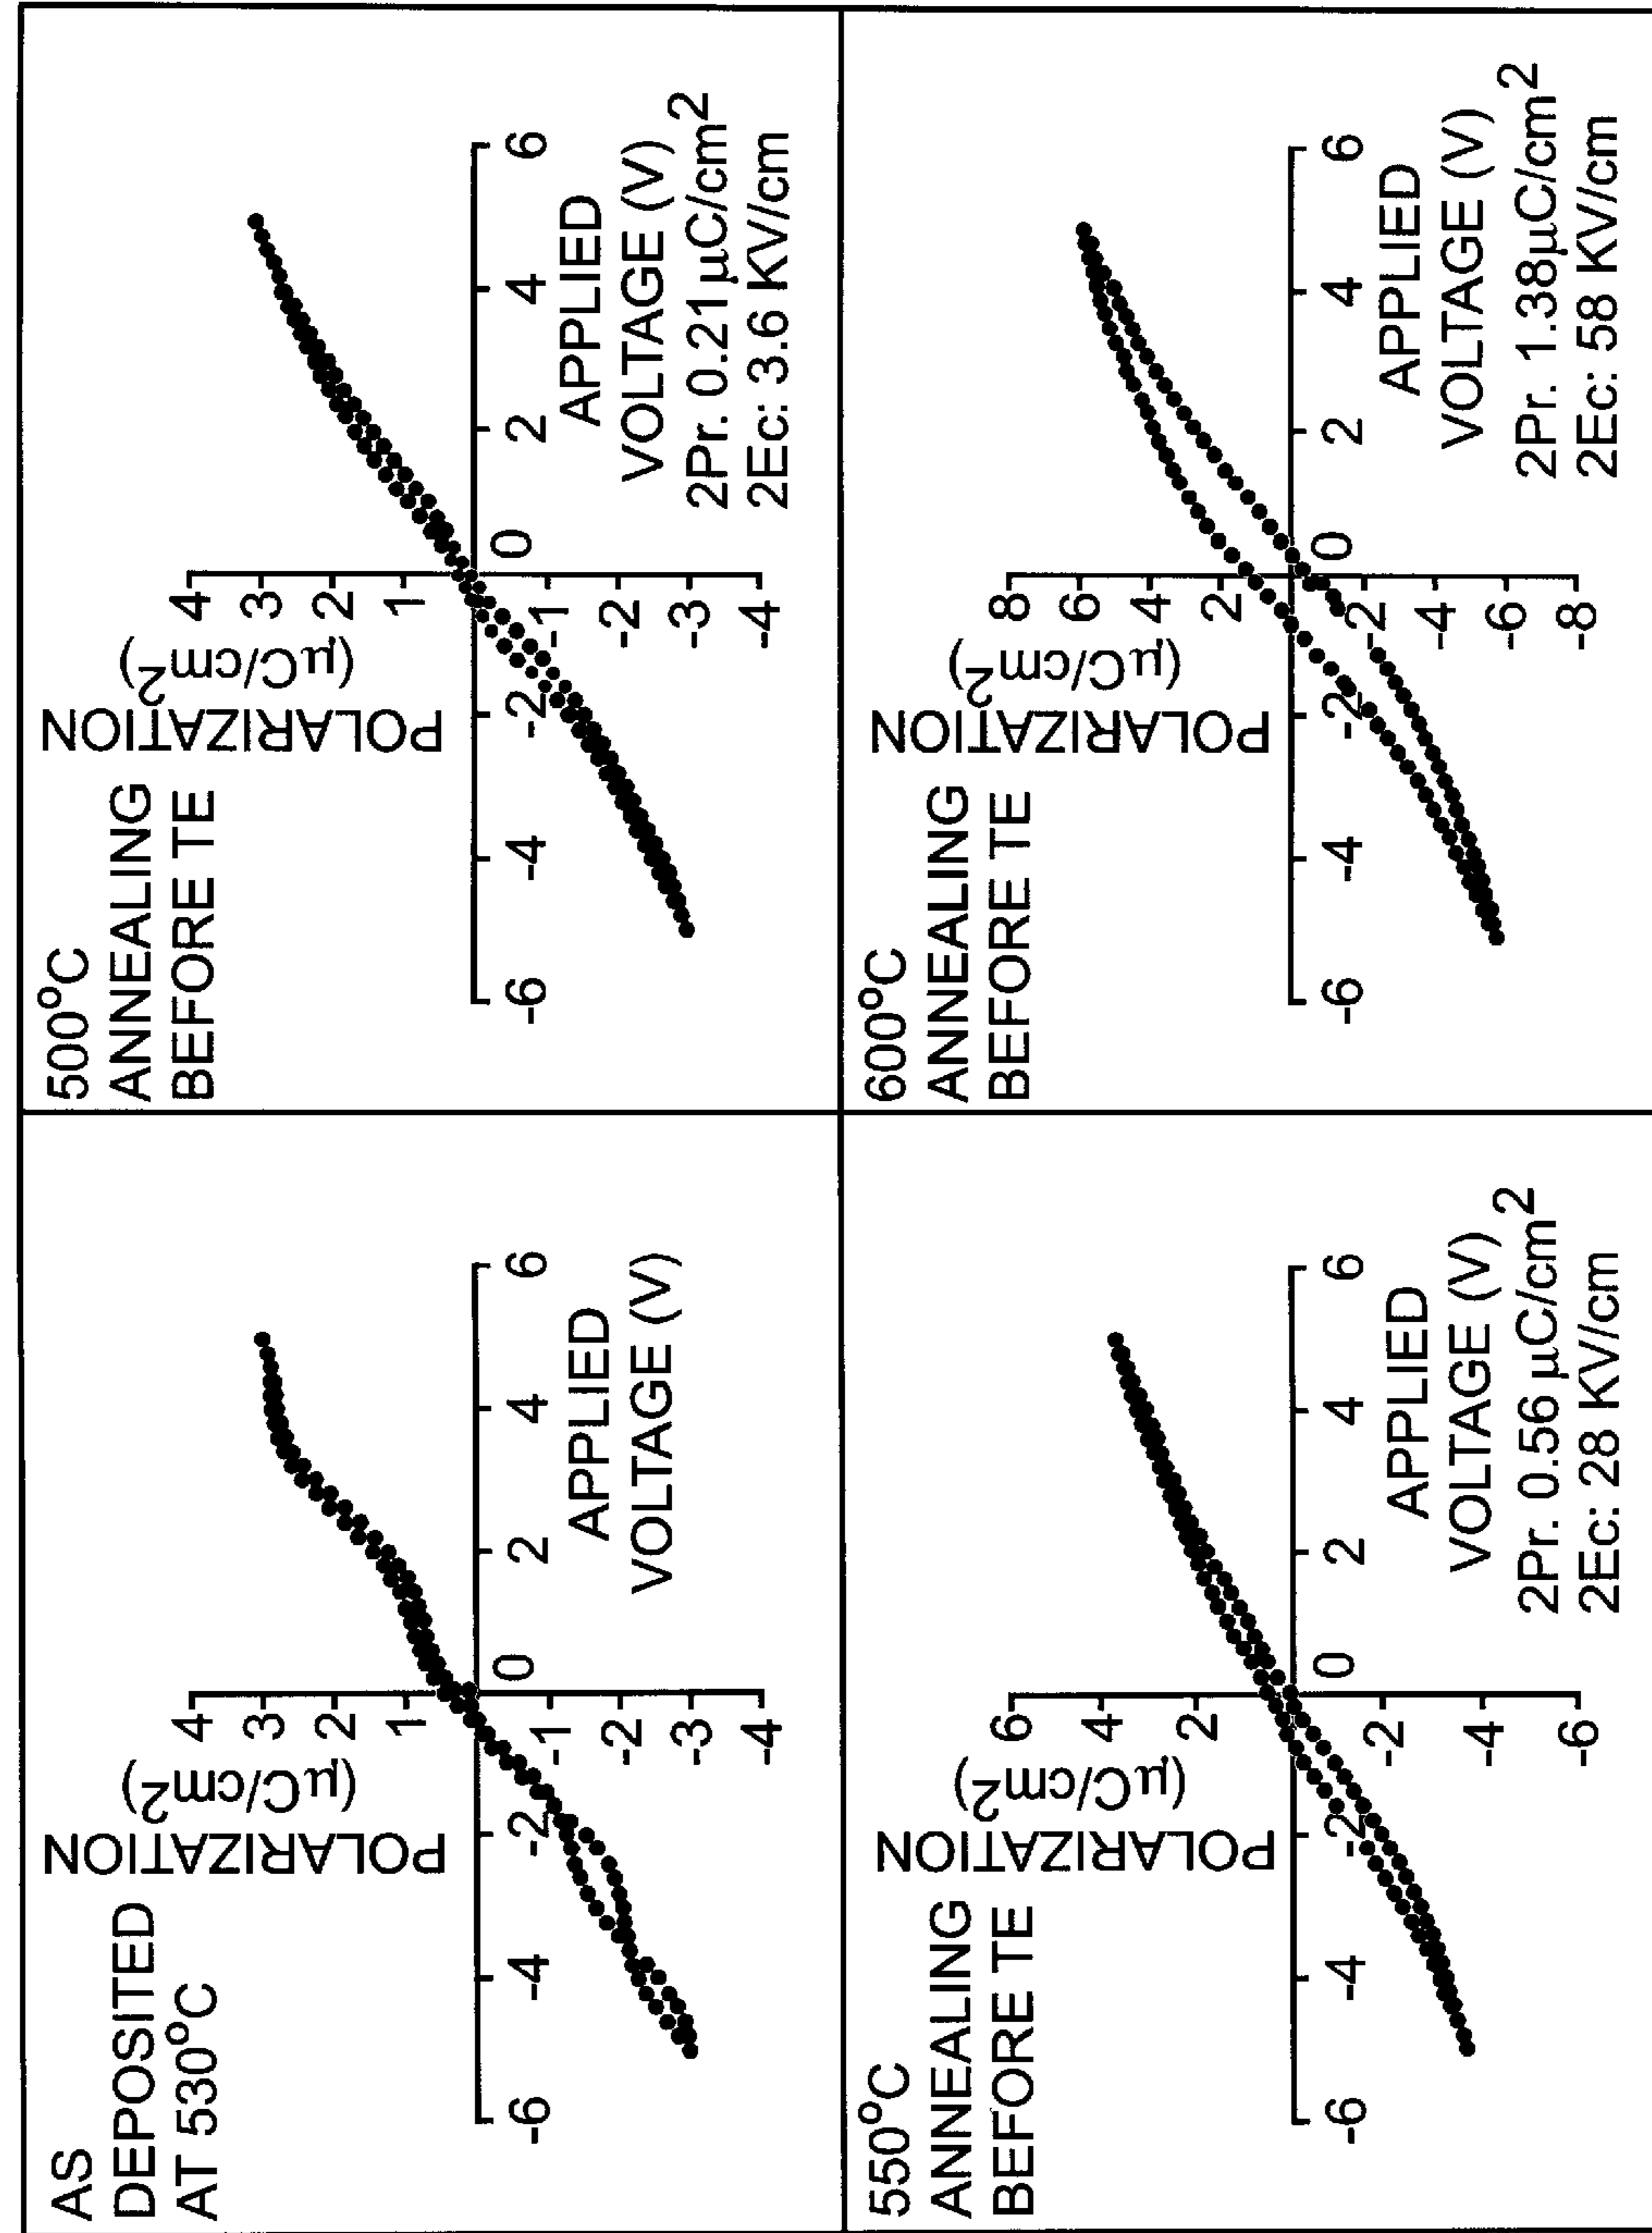 AS
DEPOSITED
AT 530°C
POLARIZATION
(μC/cm²)
4
3
2
1
-1
-2
-3
-4
-6
-4
-2
0
2
4
6
APPLIED
VOLTAGE (V)
500°C
ANNEALING
BEFORE TE
POLARIZATION
(μC/cm²)
4
3
2
1
-1
-2
-3
-4
-6
-4
-2
0
2
4
6
APPLIED
VOLTAGE (V)
2Pr. 0.21 μC/cm²
2Ec: 3.6 KV/cm
550°C
ANNEALING
BEFORE TE
POLARIZATION
(μC/cm²)
6
4
2
-2
-4
-6
-6
-4
-2
0
2
4
6
APPLIED
VOLTAGE (V)
2Pr. 0.56 μC/cm²
2Ec: 28 KV/cm
600°C
ANNEALING
BEFORE TE
POLARIZATION
(μC/cm²)
8
6
4
2
-2
-4
-6
-8
-6
-4
-2
0
2
4
6
APPLIED
VOLTAGE (V)
2Pr. 1.38μC/cm²
2Ec: 58 KV/cm